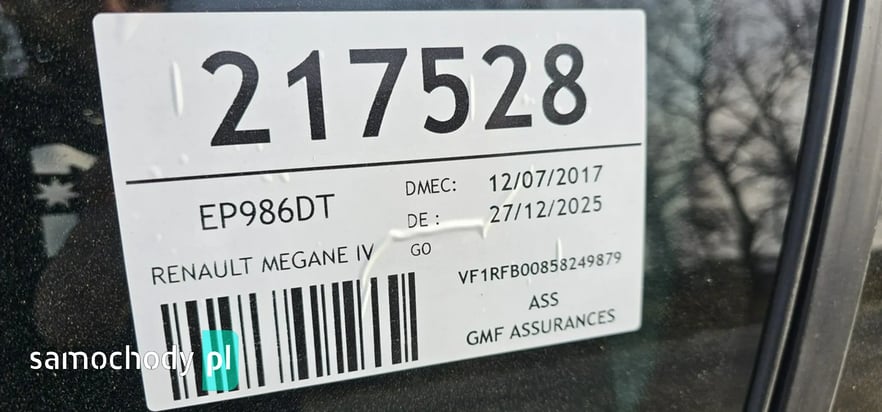 217528
EP986DT
DMEC: 12/07/2017
DE : 27/12/2025
RENAULT MEGANE IV GO
VF1RFB00858249879
ASS
GMF ASSURANCES
samochody pl